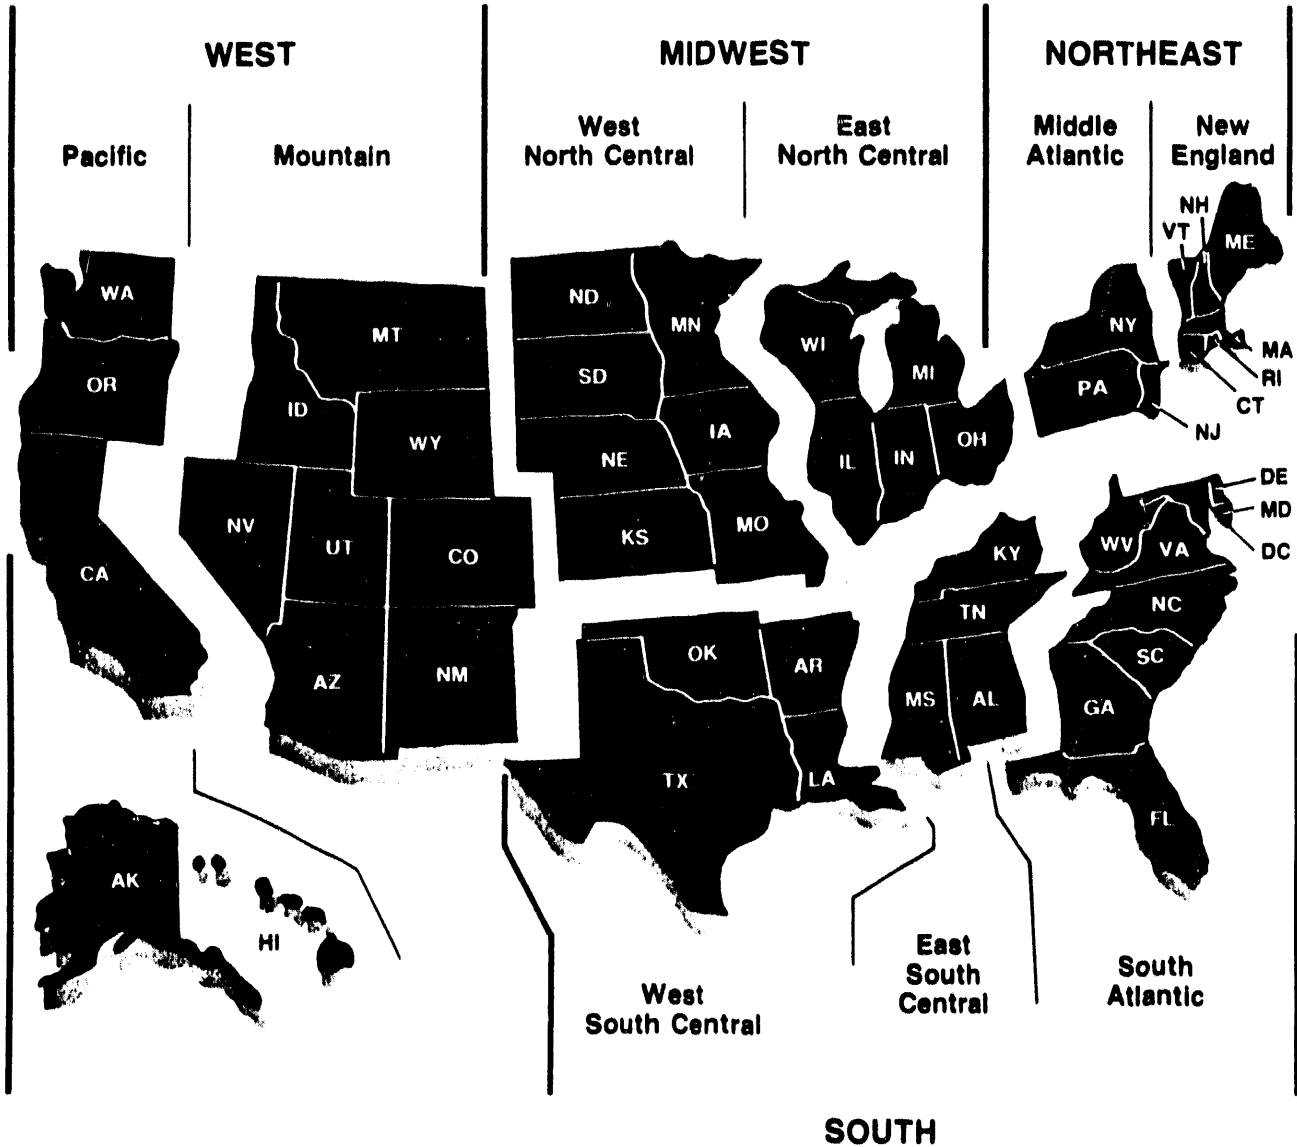 WEST
MIDWEST
NORTHEAST
Pacific
Mountain
West
North Central
East
North Central
Middle
Atlantic
New
England
NH
VT
ME
WA
MT
ND
MN
WI
MI
NY
MA
RI
CT
NJ
OR
ID
WY
SD
IA
NE
IL
IN
OH
PA
DE
MD
DC
NV
UT
CO
KS
MO
KY
WV
VA
CA
AZ
NM
OK
AR
TN
NC
SC
MS
AL
GA
TX
LA
FL
AK
HI
West
South Central
East
South
Central
South
Atlantic
SOUTH